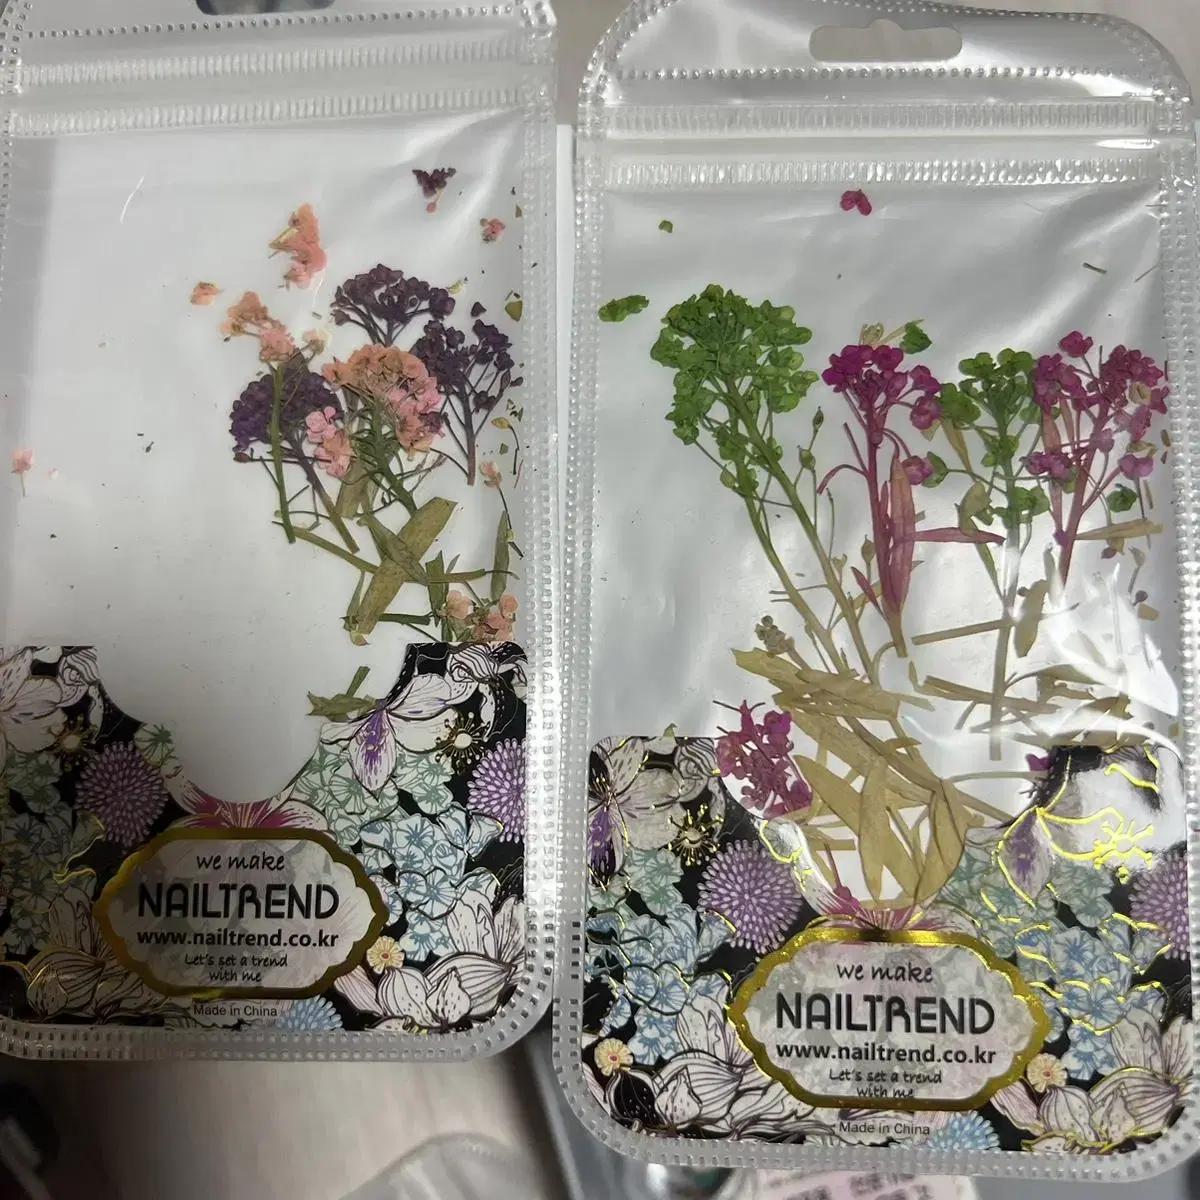 we make
NAILTREND
www.nailtrend.co.kr
Let's set a trend
with me
Made in China
we make
NAILTREND
www.nailtrend.co.kr
Let's set a trend
with me
Made in China